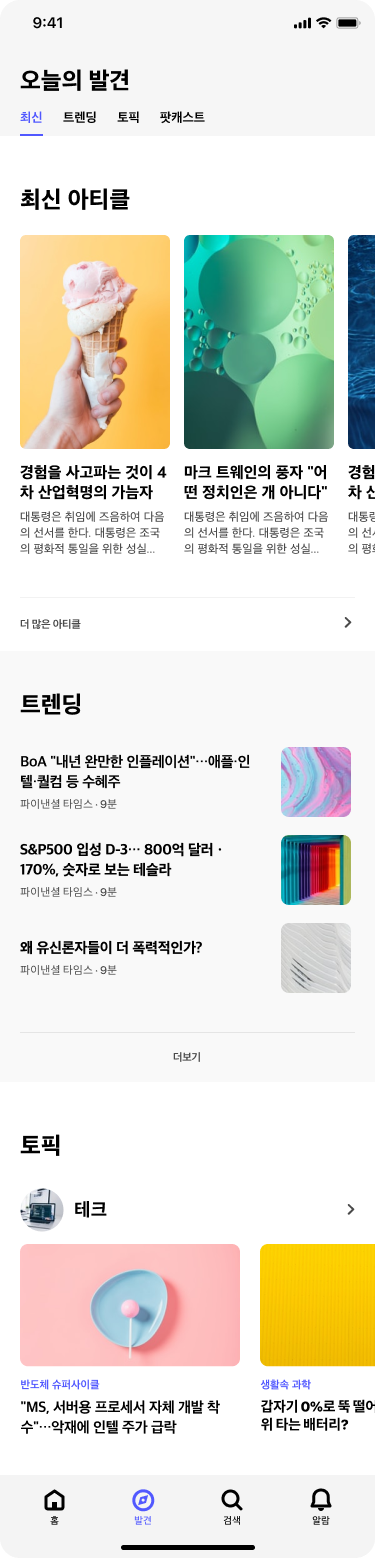 9:41
오늘의 발견
최신 트렌딩 토픽 팟캐스트
최신 아티클
경험을 사고파는 것이 4
차 산업혁명의 가늠자
대통령은 취임에 즈음하여 다음
의 선서를 한다. 대통령은 조국
의 평화적 통일을 위한 성실...
마크 트웨인의 풍자 "어
떤 정치인은 개 아니다"
대통령은 취임에 즈음하여 다음
의 선서를 한다. 대통령은 조국
의 평화적 통일을 위한 성실...
경험
차 산
대통령
의 선
의 평화
더 많은 아티클
트렌딩
BoA "내년 완만한 인플레이션"…애플·인
텔·퀄컴 등 수혜주
파이낸셜 타임스 · 9분
S&P500 입성 D-3… 800억 달러 ·
170%, 숫자로 보는 테슬라
파이낸셜 타임스 · 9분
왜 유신론자들이 더 폭력적인가?
파이낸셜 타임스 · 9분
더보기
토픽
테크
반도체 슈퍼사이클
"MS, 서버용 프로세서 자체 개발 착
수"…악재에 인텔 주가 급락
생활속 과학
갑자기 0%로 뚝 떨어
위 타는 배터리?
홈 발견 검색 알람